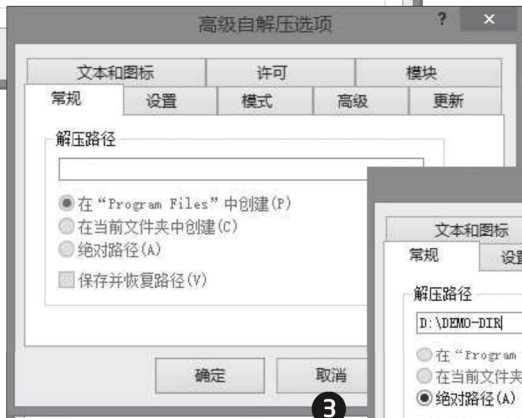 高级自解压选项 ? ×
文本和图标 许可 模块
常规 设置 模式 高级 更新
解压路径
在“Program Files”中创建(P)
在当前文件夹中创建(C)
绝对路径(A)
保存并恢复路径(V)
确定 取消
❸
文本和图标
常规 设置
解压路径
D:\DEMO-DIR
在“Program
在当前文件夹
绝对路径(A)